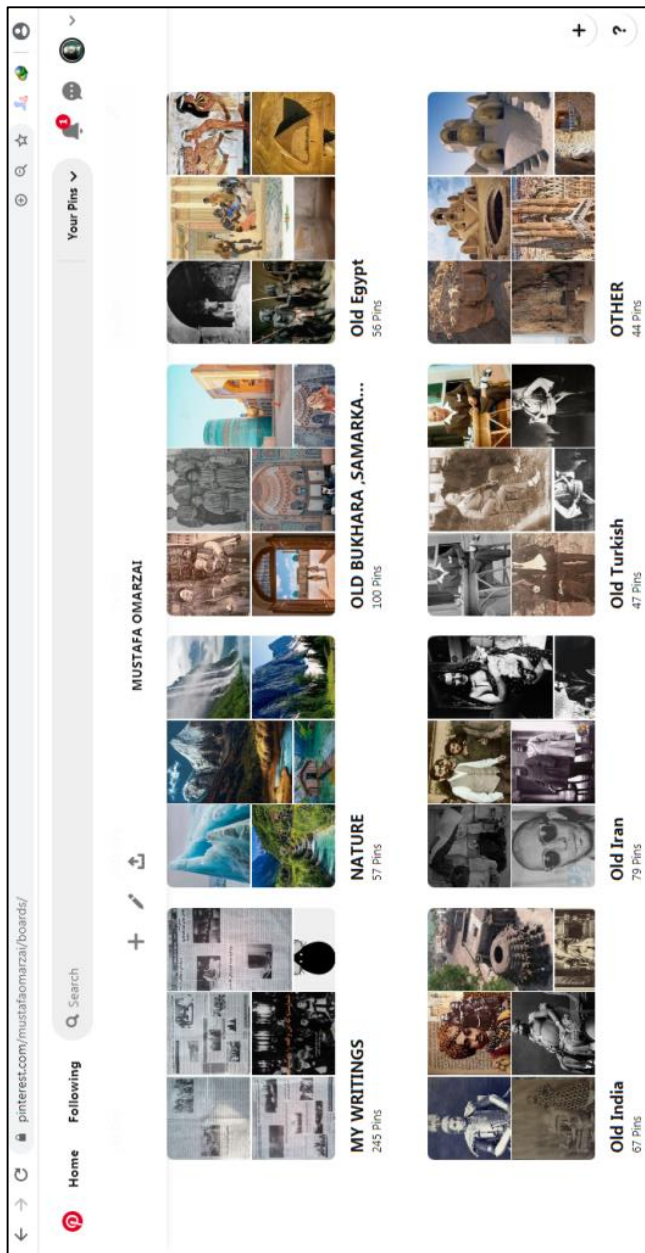 pinterest.com/mustafaomarzai/boards/
Home Following Search Your Pins
1
MUSTAFA OMARZAI
MY WRITINGS
245 Pins
NATURE
57 Pins
OLD BUKHARA ,SAMARKA...
100 Pins
Old Egypt
56 Pins
Old India
67 Pins
Old Iran
79 Pins
Old Turkish
47 Pins
OTHER
44 Pins
?